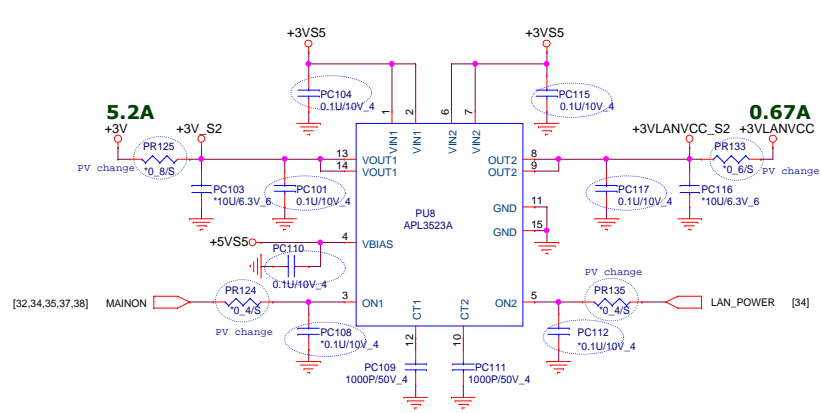 +3VS5
+3VS5
PC104
0.1U/10V_4
PC115
0.1U/10V_4
5.2A
0.67A
+3V
+3V_S2
+3VLANVCC_S2
+3VLANVCC
1
2
6
7
VIN1
VIN1
VIN2
VIN2
PR125
PV change
*0_8/S
13
VOUT1
14
VOUT1
8
OUT2
9
OUT2
PR133
PV change
*0_6/S
PC103
*10U/6.3V_6
PC101
0.1U/10V_4
PC117
0.1U/10V_4
PC116
*10U/6.3V_6
PU8
APL3523A
11
GND
15
GND
+5VS5
4
VBIAS
PC110
0.1U/10V_4
[32,34,35,37,38]
MAINON
PR124
*0_4/S
PV change
3
ON1
CT1
CT2
5
ON2
PV change
PR135
*0_4/S
LAN_POWER
[34]
PC108
*0.1U/10V_4
PC112
*0.1U/10V_4
12
10
PC109
1000P/50V_4
PC111
1000P/50V_4